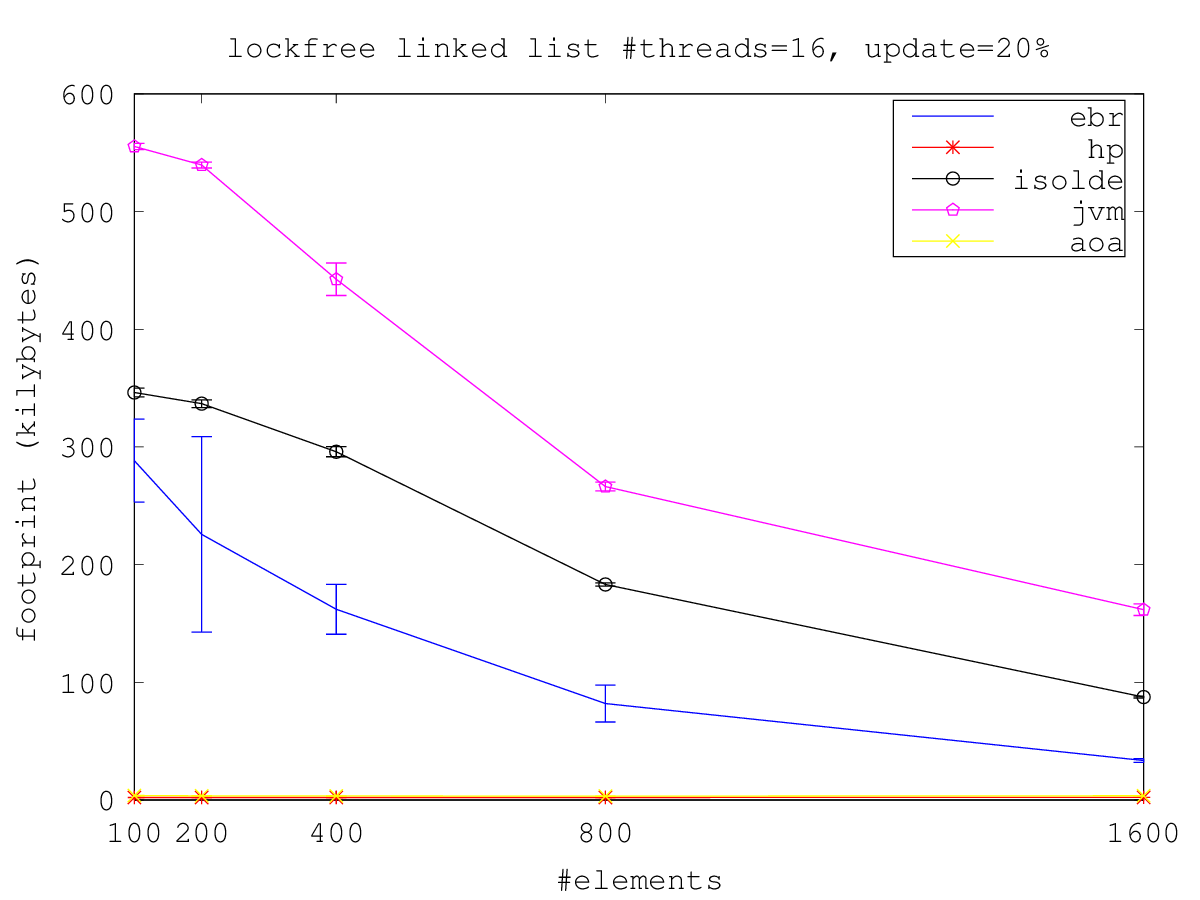 lockfree linked list #threads=16, update=20%
600
500
400
300
200
100
0
footprint (kilybytes)
ebr
hp
isolde
jvm
aoa
100 200 400 800 1600
#elements